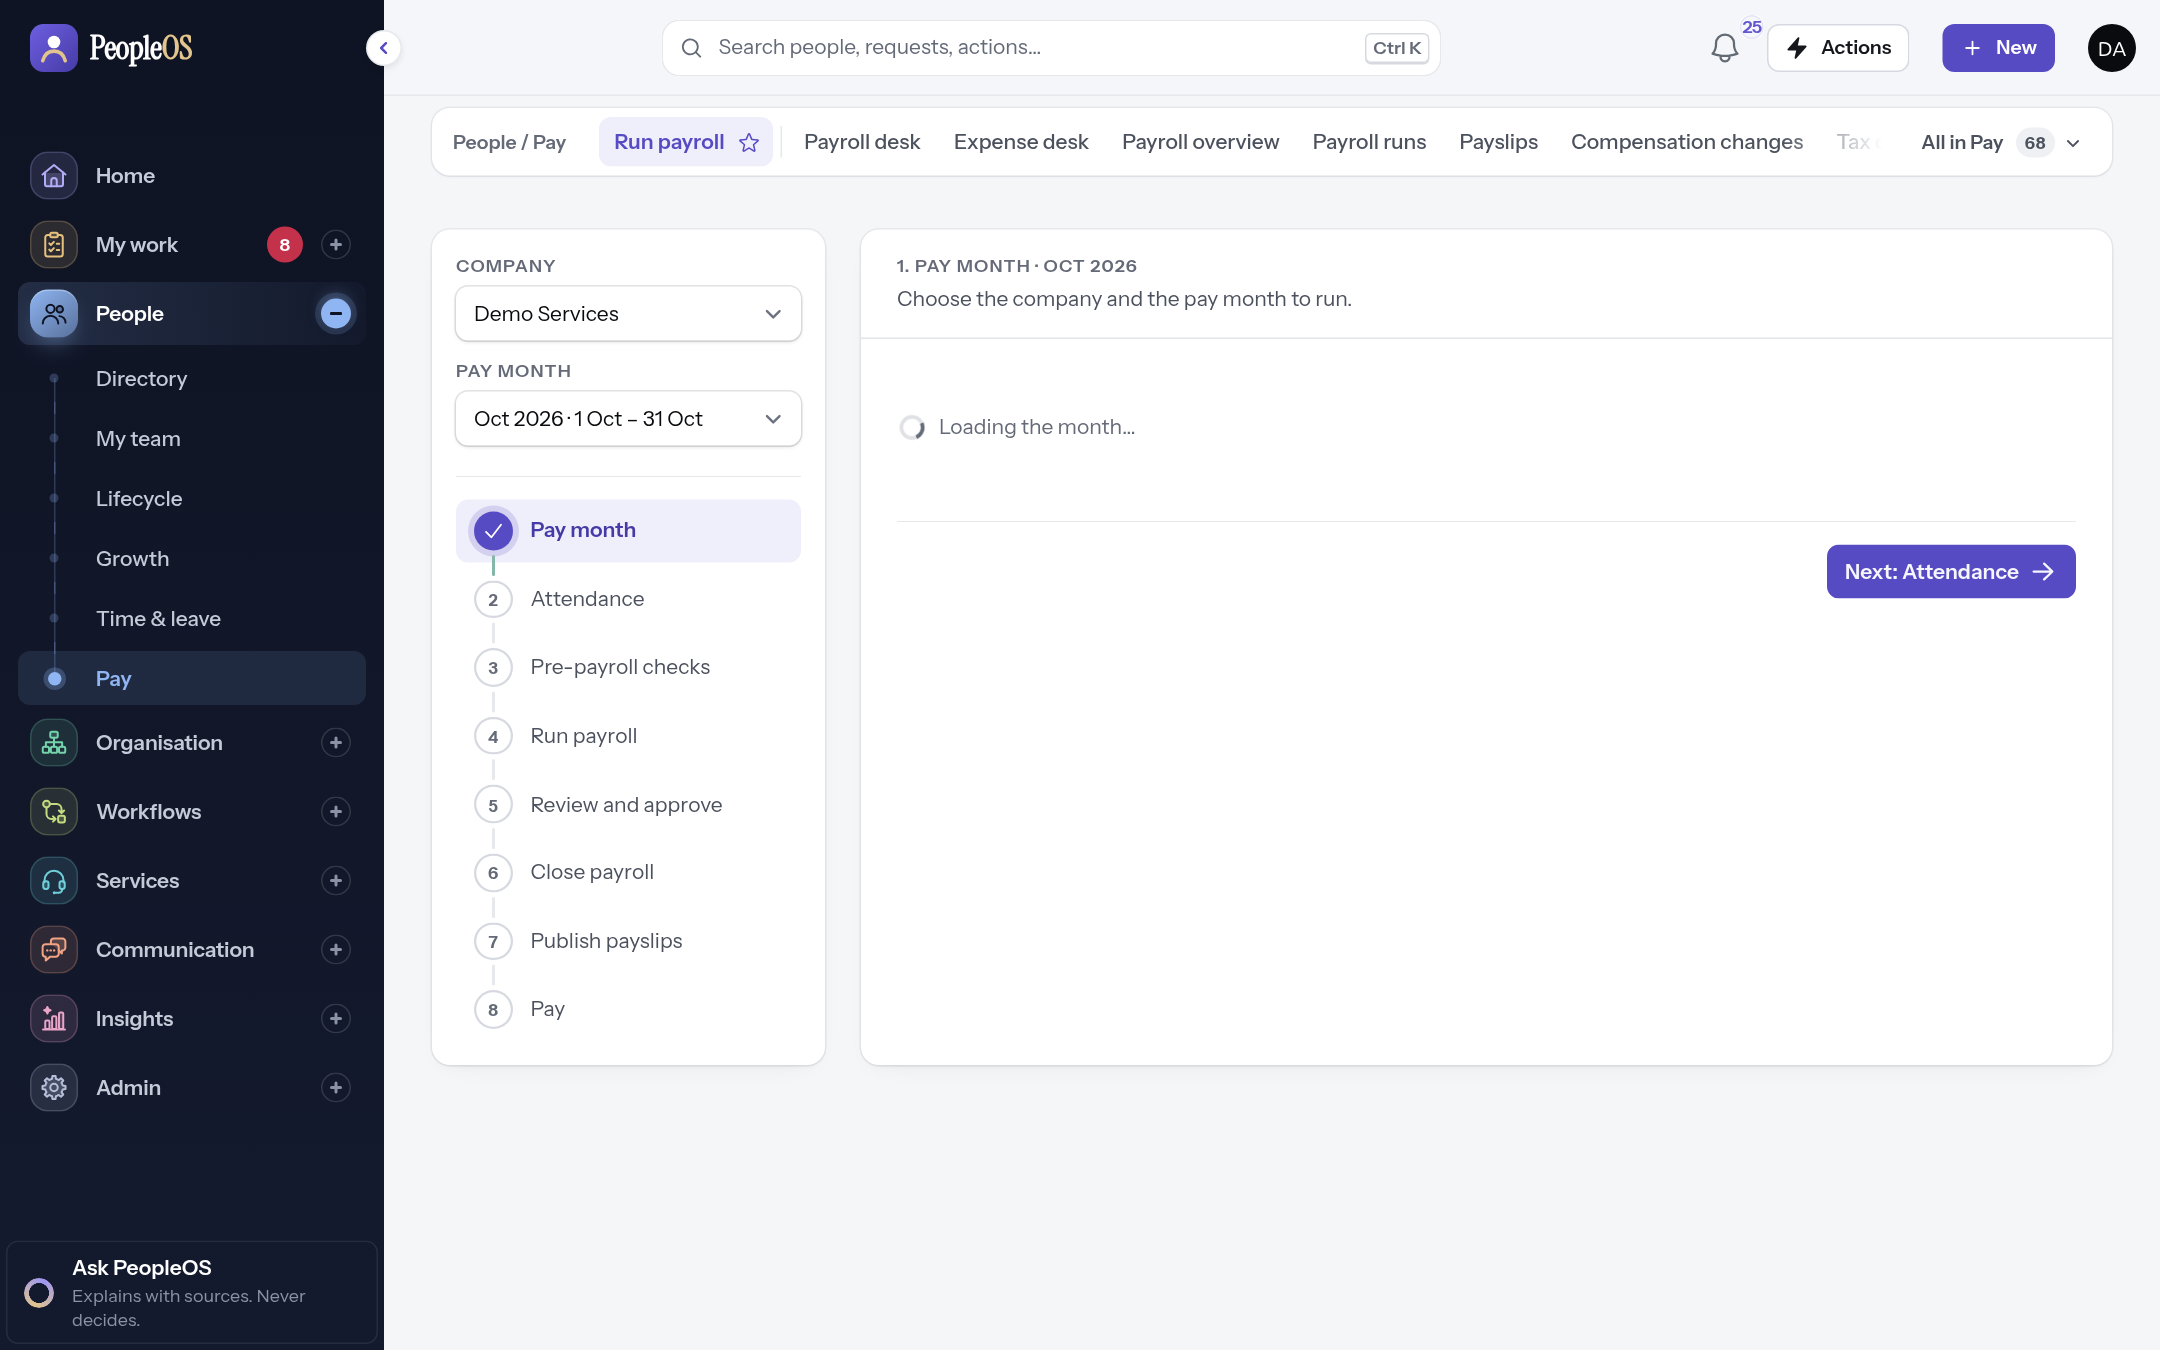 PeopleOS
Search people, requests, actions...
Ctrl K
25
Actions
New
DA
People / Pay
Run payroll
Payroll desk
Expense desk
Payroll overview
Payroll runs
Payslips
Compensation changes
Tax
All in Pay
68
Home
My work
8
People
Directory
My team
Lifecycle
Growth
Time & leave
Pay
Organisation
Workflows
Services
Communication
Insights
Admin
Ask PeopleOS
Explains with sources. Never
decides.
COMPANY
Demo Services
PAY MONTH
Oct 2026 · 1 Oct – 31 Oct
Pay month
2 Attendance
3 Pre-payroll checks
4 Run payroll
5 Review and approve
6 Close payroll
7 Publish payslips
8 Pay
1. PAY MONTH · OCT 2026
Choose the company and the pay month to run.
Loading the month...
Next: Attendance